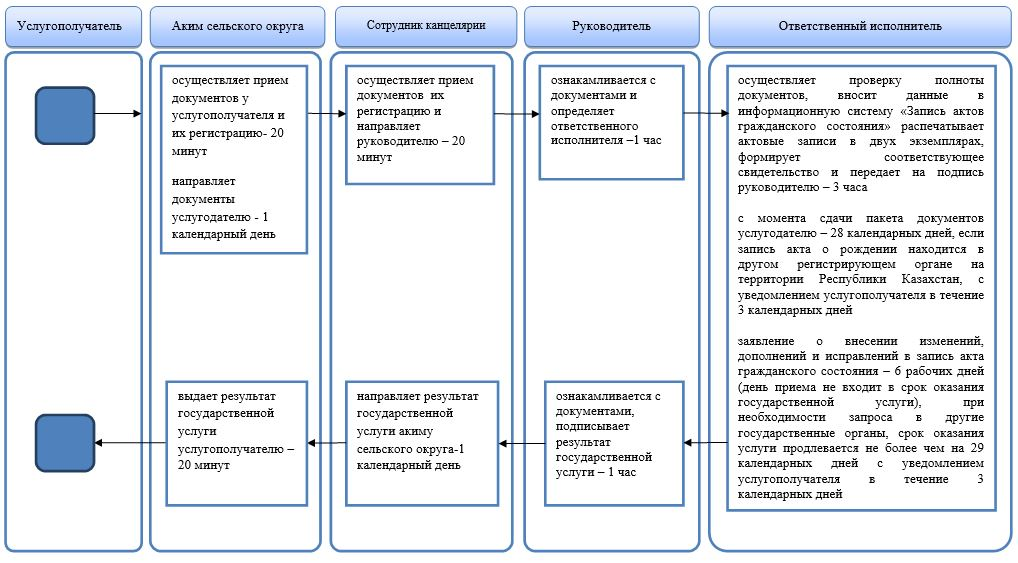 Услугополучатель
Аким сельского округа
Сотрудник канцелярии
Руководитель
Ответственный исполнитель
осуществляет прием
документов у
услугополучателя и
их регистрацию- 20
минут
направляет
документы
услугодателю - 1
календарный день
осуществляет прием
документов их
регистрацию и
направляет
руководителю – 20
минут
ознакамливается с
документами и
определяет
ответственного
исполнителя –1 час
осуществляет проверку полноты
документов, вносит данные в
информационную систему «Запись актов
гражданского состояния» распечатывает
актовые записи в двух экземплярах,
формирует соответствующее
свидетельство и передает на подпись
руководителю – 3 часа
с момента сдачи пакета документов
услугодателю – 28 календарных дней, если
запись акта о рождении находится в
другом регистрирующем органе на
территории Республики Казахстан, с
уведомлением услугополучателя в течение
3 календарных дней
заявление о внесении изменений,
дополнений и исправлений в запись акта
гражданского состояния – 6 рабочих дней
(день приема не входит в срок оказания
государственной услуги), при
необходимости запроса в другие
государственные органы, срок оказания
услуги продлевается не более чем на 29
календарных дней с уведомлением
услугополучателя в течение 3
календарных дней
выдает результат
государственной
услуги
услугополучателю –
20 минут
направляет результат
государственной
услуги акиму
сельского округа-1
календарный день
ознакамливается с
документами,
подписывает
результат
государственной
услуги – 1 час